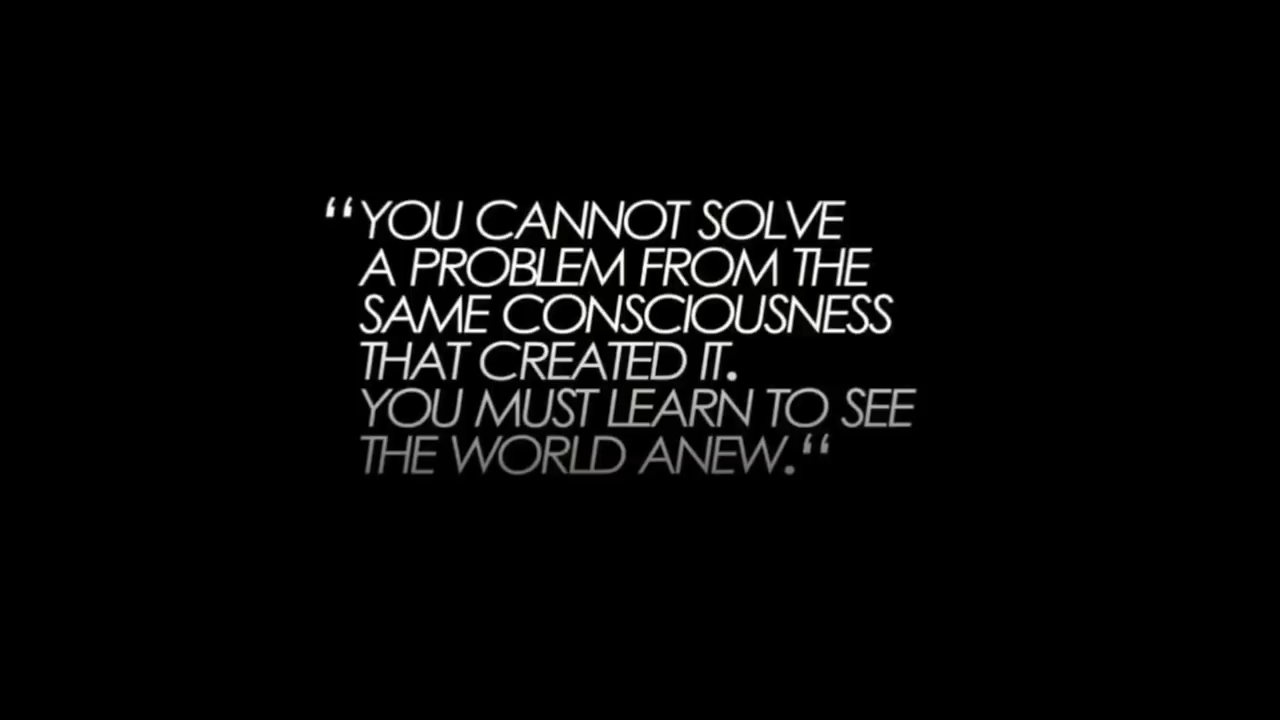 “YOU CANNOT SOLVE
A PROBLEM FROM THE
SAME CONSCIOUSNESS
THAT CREATED IT.
YOU MUST LEARN TO SEE
THE WORLD ANEW.“